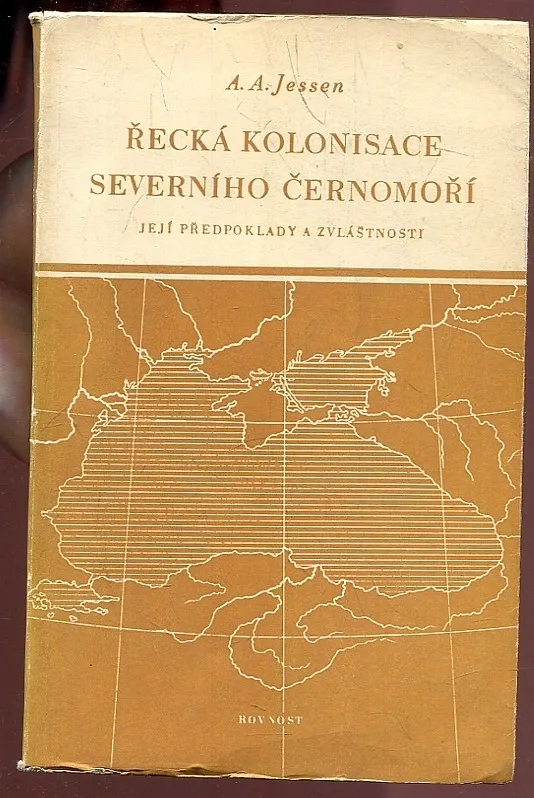 A. A. Jessen
ŘECKÁ KOLONISACE
SEVERNÍHO ČERNOMOŘÍ
JEJÍ PŘEDPOKLADY A ZVLÁŠTNOSTI
ROVNOST